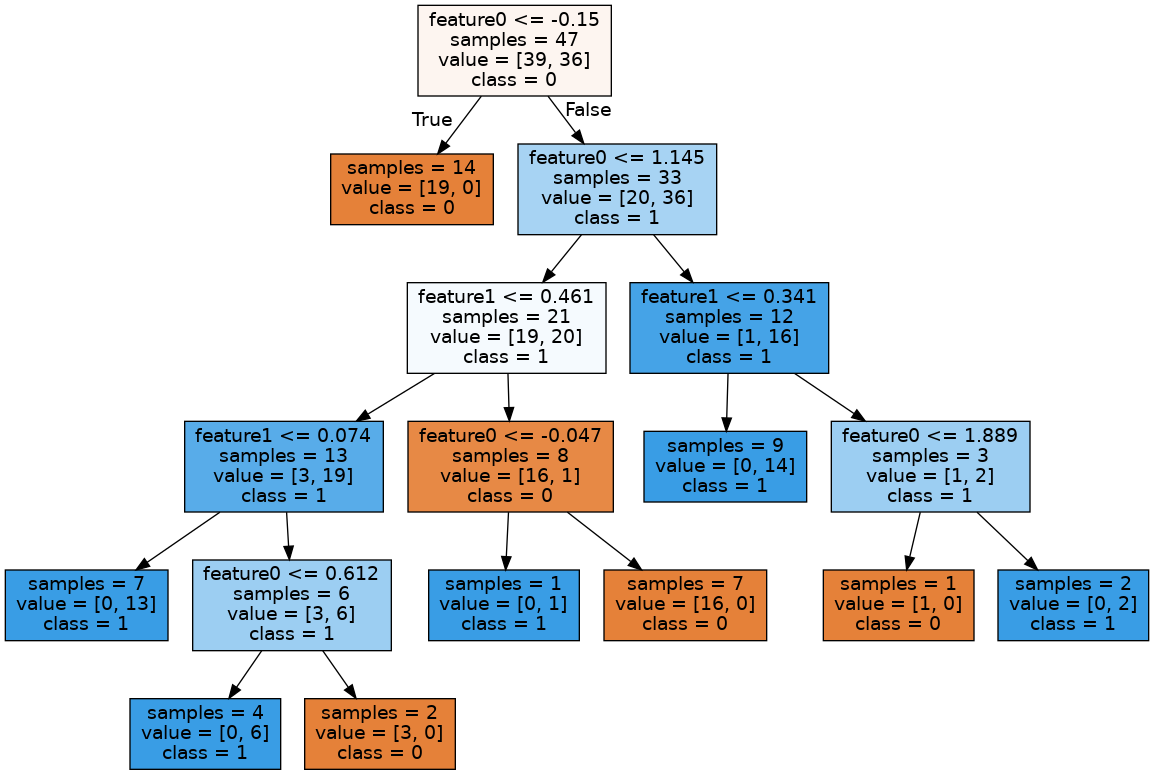 feature0 <= -0.15
samples = 47
value = [39, 36]
class = 0
True
False
samples = 14
value = [19, 0]
class = 0
feature0 <= 1.145
samples = 33
value = [20, 36]
class = 1
feature1 <= 0.461
samples = 21
value = [19, 20]
class = 1
feature1 <= 0.341
samples = 12
value = [1, 16]
class = 1
feature1 <= 0.074
samples = 13
value = [3, 19]
class = 1
feature0 <= -0.047
samples = 8
value = [16, 1]
class = 0
samples = 9
value = [0, 14]
class = 1
feature0 <= 1.889
samples = 3
value = [1, 2]
class = 1
samples = 7
value = [0, 13]
class = 1
feature0 <= 0.612
samples = 6
value = [3, 6]
class = 1
samples = 1
value = [0, 1]
class = 1
samples = 7
value = [16, 0]
class = 0
samples = 1
value = [1, 0]
class = 0
samples = 2
value = [0, 2]
class = 1
samples = 4
value = [0, 6]
class = 1
samples = 2
value = [3, 0]
class = 0